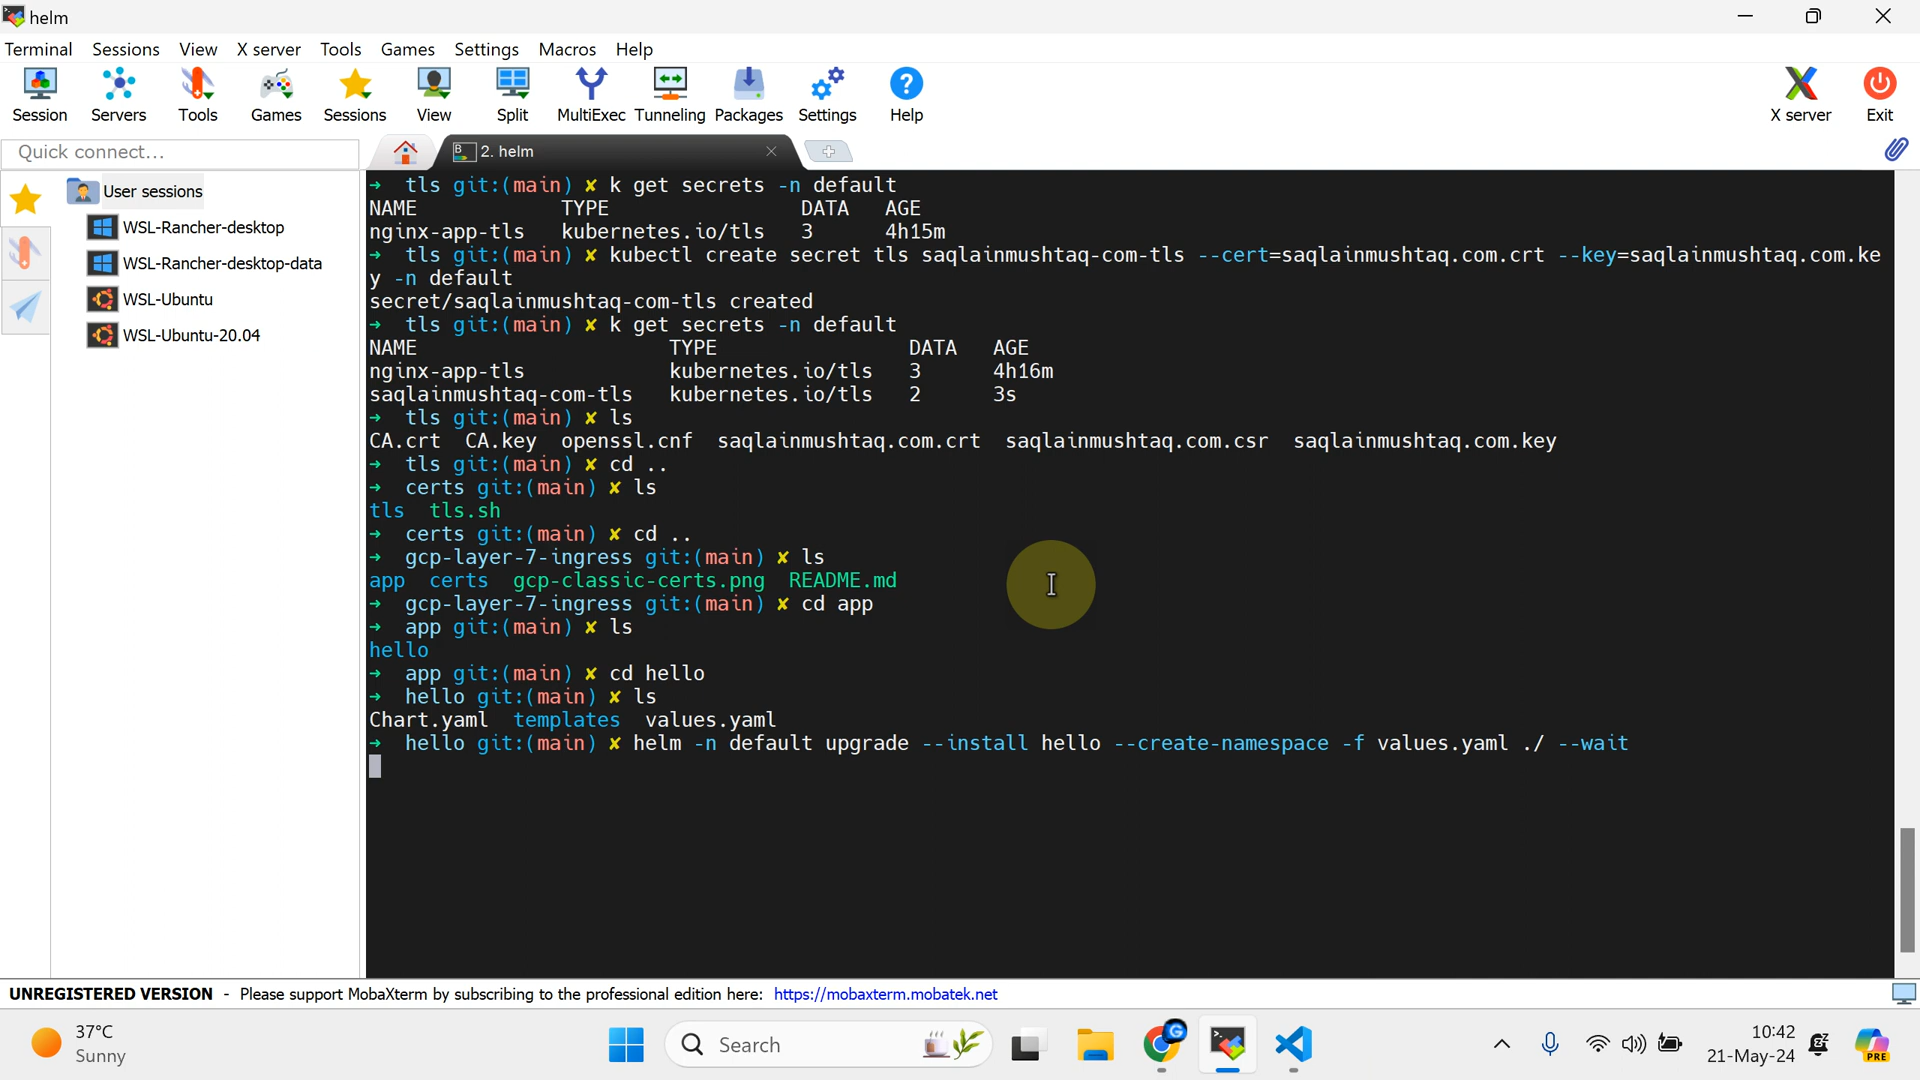 helm
Terminal Sessions View X server Tools Games Settings Macros Help
Session Servers Tools Games Sessions View Split MultiExec Tunneling Packages Settings Help X server Exit
Quick connect...
2. helm
User sessions
WSL-Rancher-desktop
WSL-Rancher-desktop-data
WSL-Ubuntu
WSL-Ubuntu-20.04
→ tls git:(main) ✗ k get secrets -n default
NAME TYPE DATA AGE
nginx-app-tls kubernetes.io/tls 3 4h15m
→ tls git:(main) ✗ kubectl create secret tls saqlainmushtaq-com-tls --cert=saqlainmushtaq.com.crt --key=saqlainmushtaq.com.ke
y -n default
secret/saqlainmushtaq-com-tls created
→ tls git:(main) ✗ k get secrets -n default
NAME TYPE DATA AGE
nginx-app-tls kubernetes.io/tls 3 4h16m
saqlainmushtaq-com-tls kubernetes.io/tls 2 3s
→ tls git:(main) ✗ ls
CA.crt CA.key openssl.cnf saqlainmushtaq.com.crt saqlainmushtaq.com.csr saqlainmushtaq.com.key
→ tls git:(main) ✗ cd ..
→ certs git:(main) ✗ ls
tls tls.sh
→ certs git:(main) ✗ cd ..
→ gcp-layer-7-ingress git:(main) ✗ ls
app certs gcp-classic-certs.png README.md
→ gcp-layer-7-ingress git:(main) ✗ cd app
→ app git:(main) ✗ ls
hello
→ app git:(main) ✗ cd hello
→ hello git:(main) ✗ ls
Chart.yaml templates values.yaml
→ hello git:(main) ✗ helm -n default upgrade --install hello --create-namespace -f values.yaml ./ --wait
UNREGISTERED VERSION - Please support MobaXterm by subscribing to the professional edition here: https://mobaxterm.mobatek.net
37°C
Sunny
Search
10:42
21-May-24
PRE